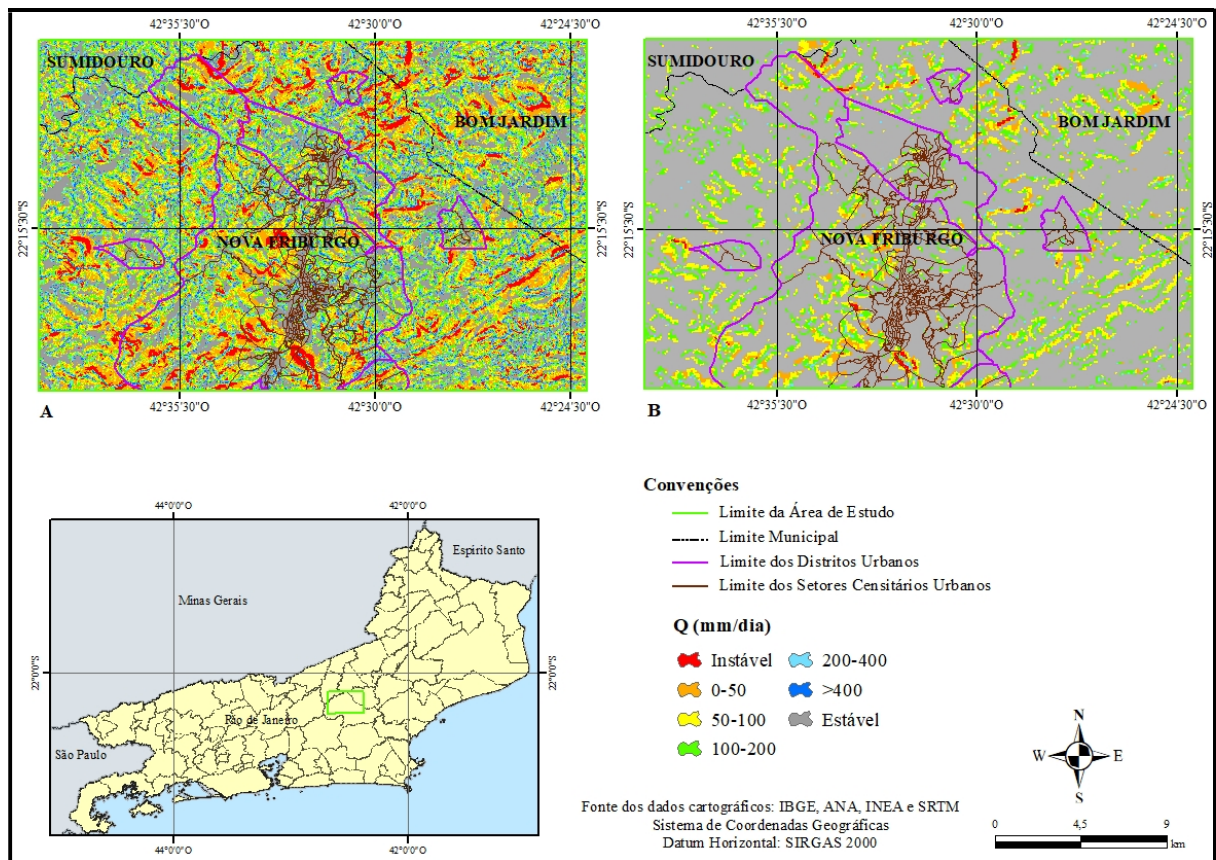 42°35'30"O 42°30'0"O 42°24'30"O
42°35'30"O 42°30'0"O 42°24'30"O
SUMIDOURO
BOM JARDIM
NOVA FRIBURGO
22°15'30"S
22°15'30"S
SUMIDOURO
BOM JARDIM
NOVA FRIBURGO
22°15'30"S
22°15'30"S
A
42°35'30"O 42°30'0"O 42°24'30"O
B
42°35'30"O 42°30'0"O 42°24'30"O
44°0'0"O 42°0'0"O
Espírito Santo
Minas Gerais
22°0'0"S
22°0'0"S
Rio de Janeiro
São Paulo
44°0'0"O 42°0'0"O
Convenções
Limite da Área de Estudo
Limite Municipal
Limite dos Distritos Urbanos
Limite dos Setores Censitários Urbanos
Q (mm/dia)
Instável 200-400
0-50 >400
50-100 Estável
100-200
N
W E
S
Fonte dos dados cartográficos: IBGE, ANA, INEA e SRTM
Sistema de Coordenadas Geográficas
Datum Horizontal: SIRGAS 2000
0 4,5 9
km